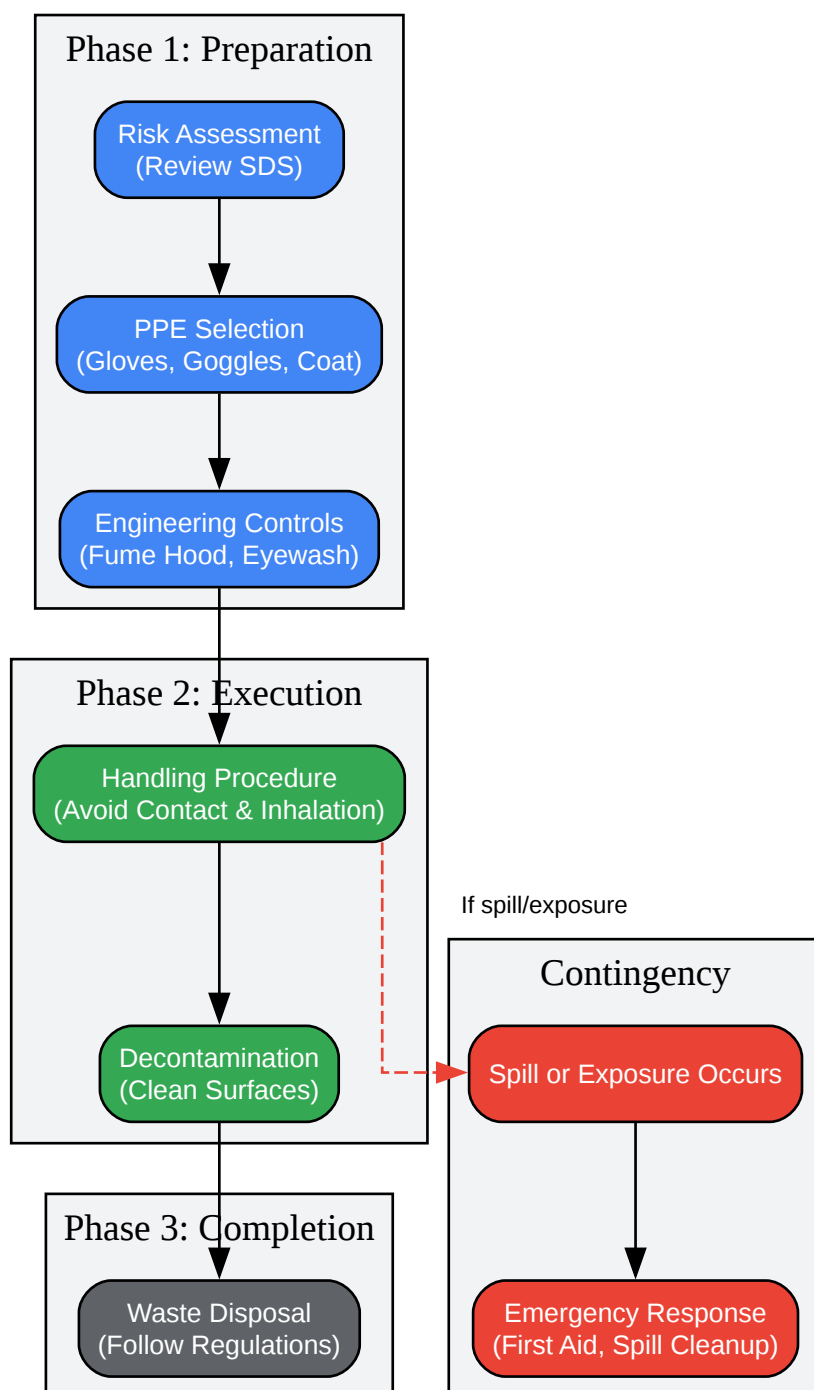 Phase 1: Preparation
Risk Assessment
(Review SDS)
PPE Selection
(Gloves, Goggles, Coat)
Engineering Controls
(Fume Hood, Eyewash)
Phase 2: Execution
Handling Procedure
(Avoid Contact & Inhalation)
If spill/exposure
Contingency
Decontamination
(Clean Surfaces)
Spill or Exposure Occurs
Phase 3: Completion
Waste Disposal
(Follow Regulations)
Emergency Response
(First Aid, Spill Cleanup)